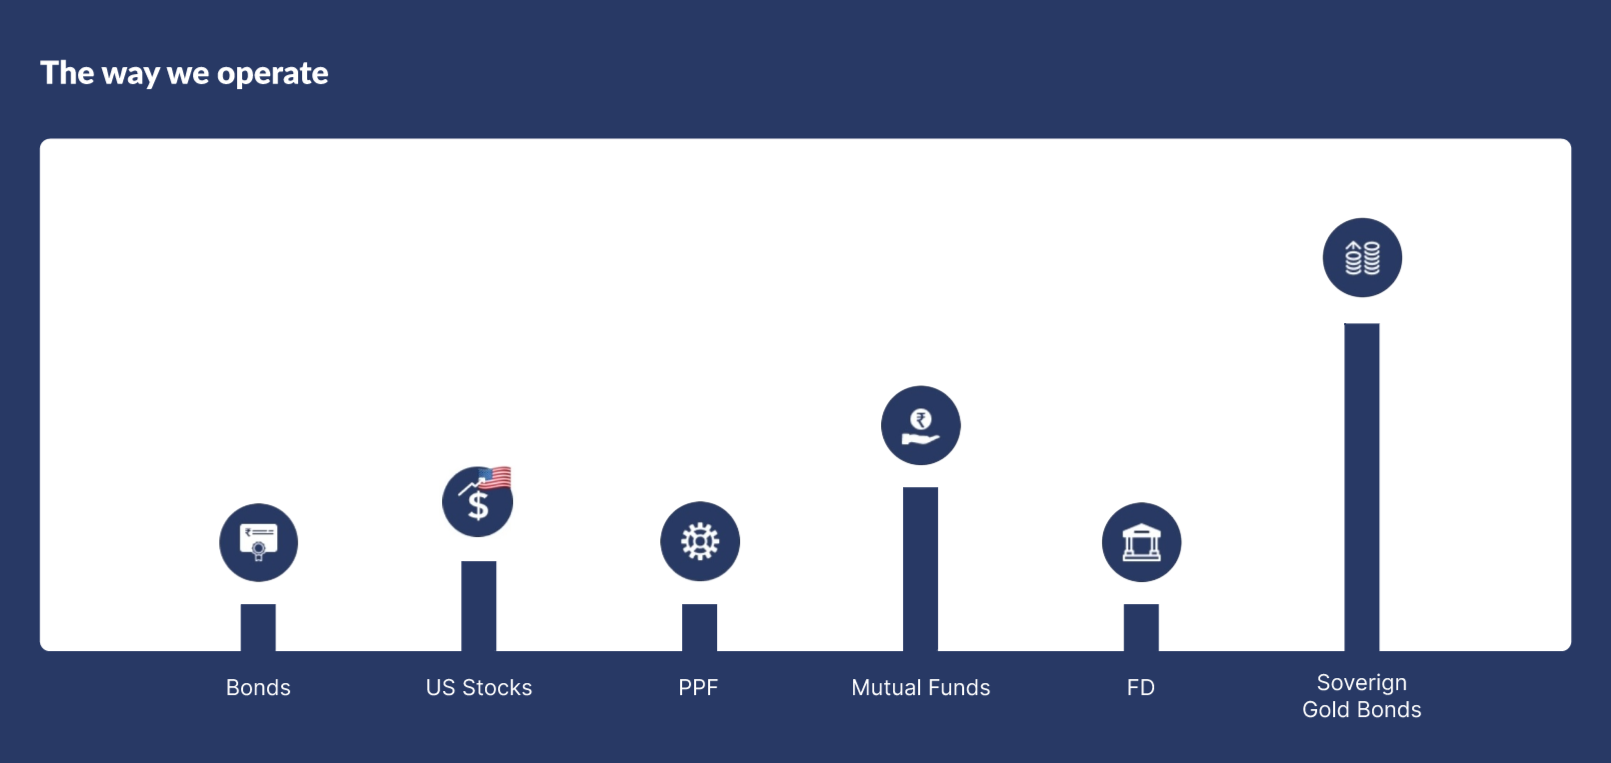 The way we operate
₹
$
₹
Bonds
US Stocks
PPF
Mutual Funds
FD
Soverign
Gold Bonds